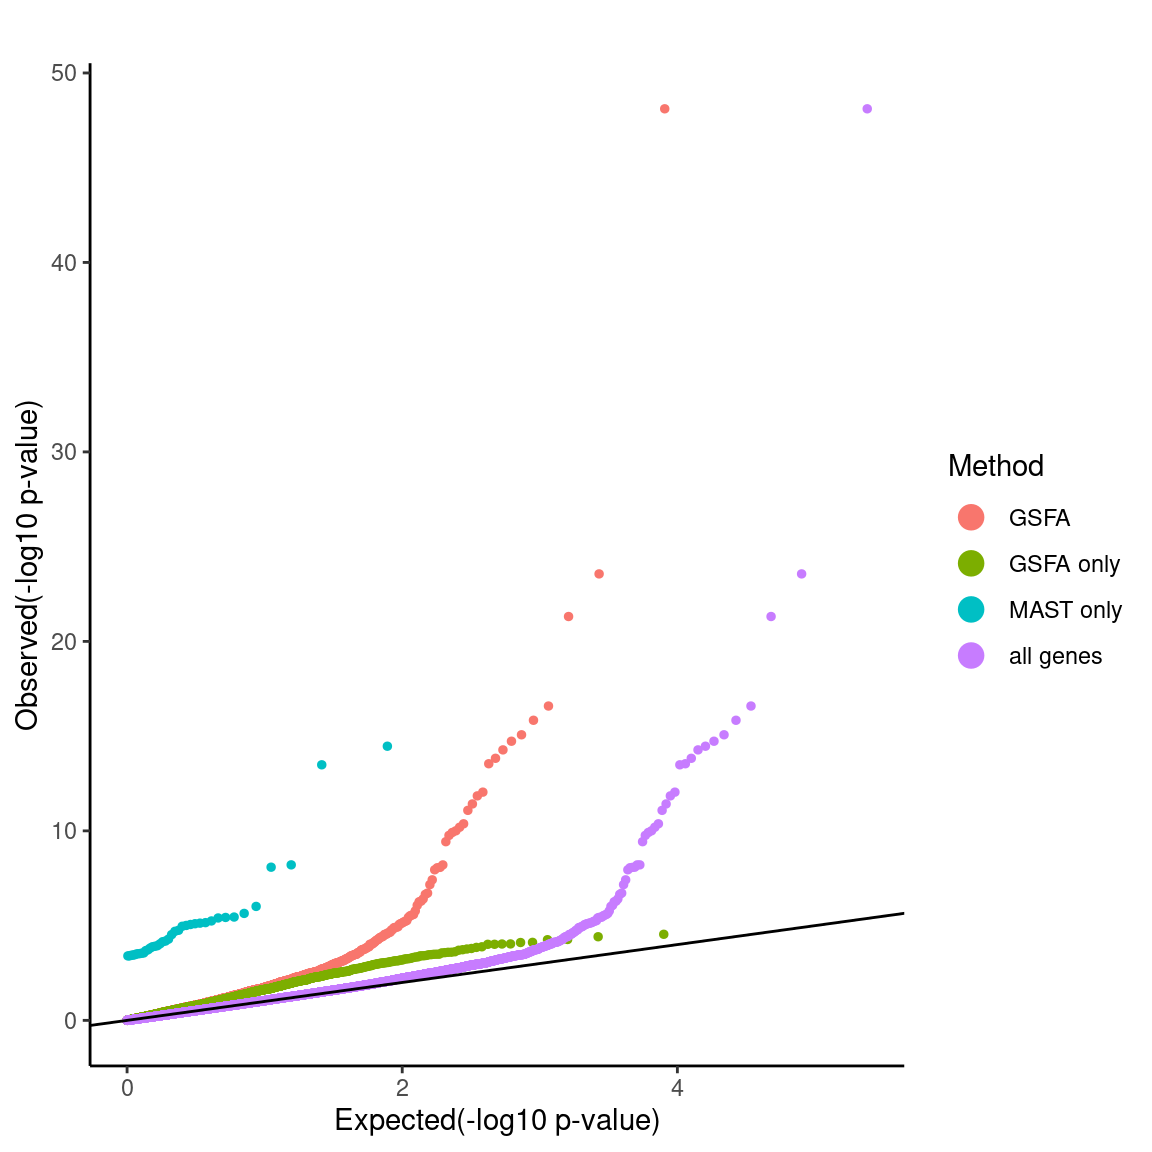 50
40
30
20
10
0
Observed(-log10 p-value)
0 2 4
Expected(-log10 p-value)
Method
GSFA
GSFA only
MAST only
all genes